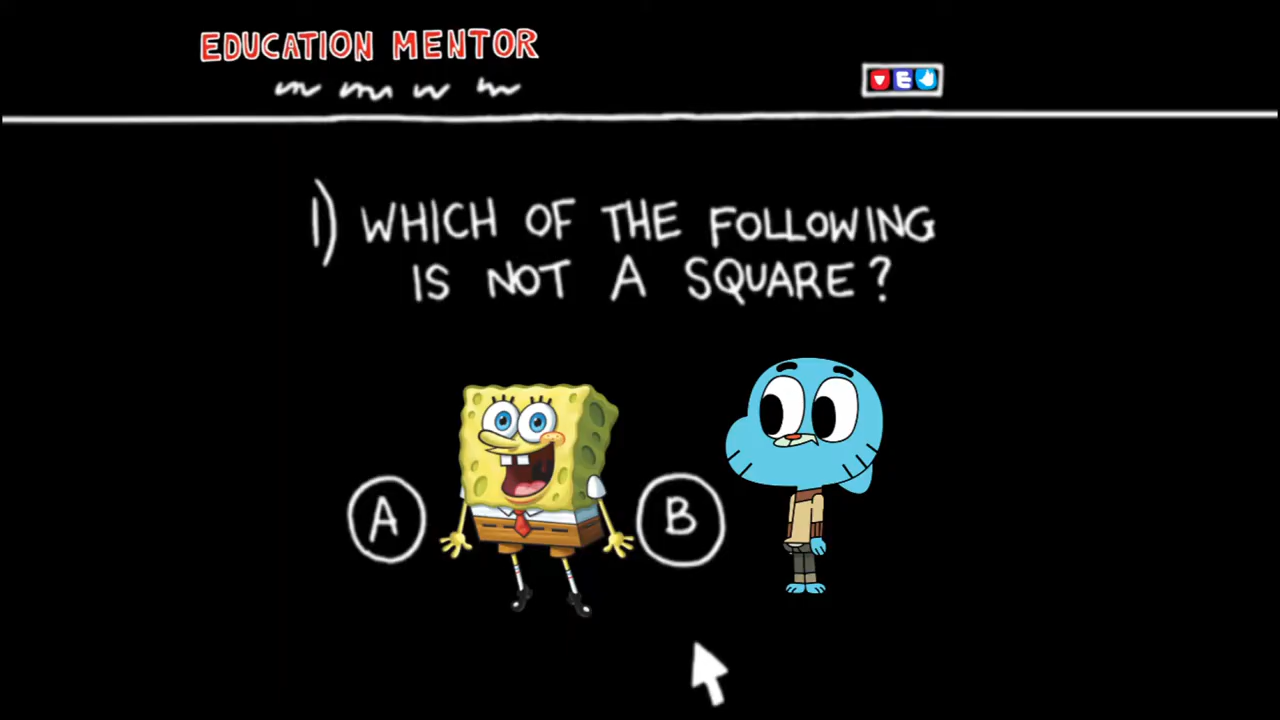 EDUCATION MENTOR
E
1) WHICH OF THE FOLLOWING
IS NOT A SQUARE?
A
B